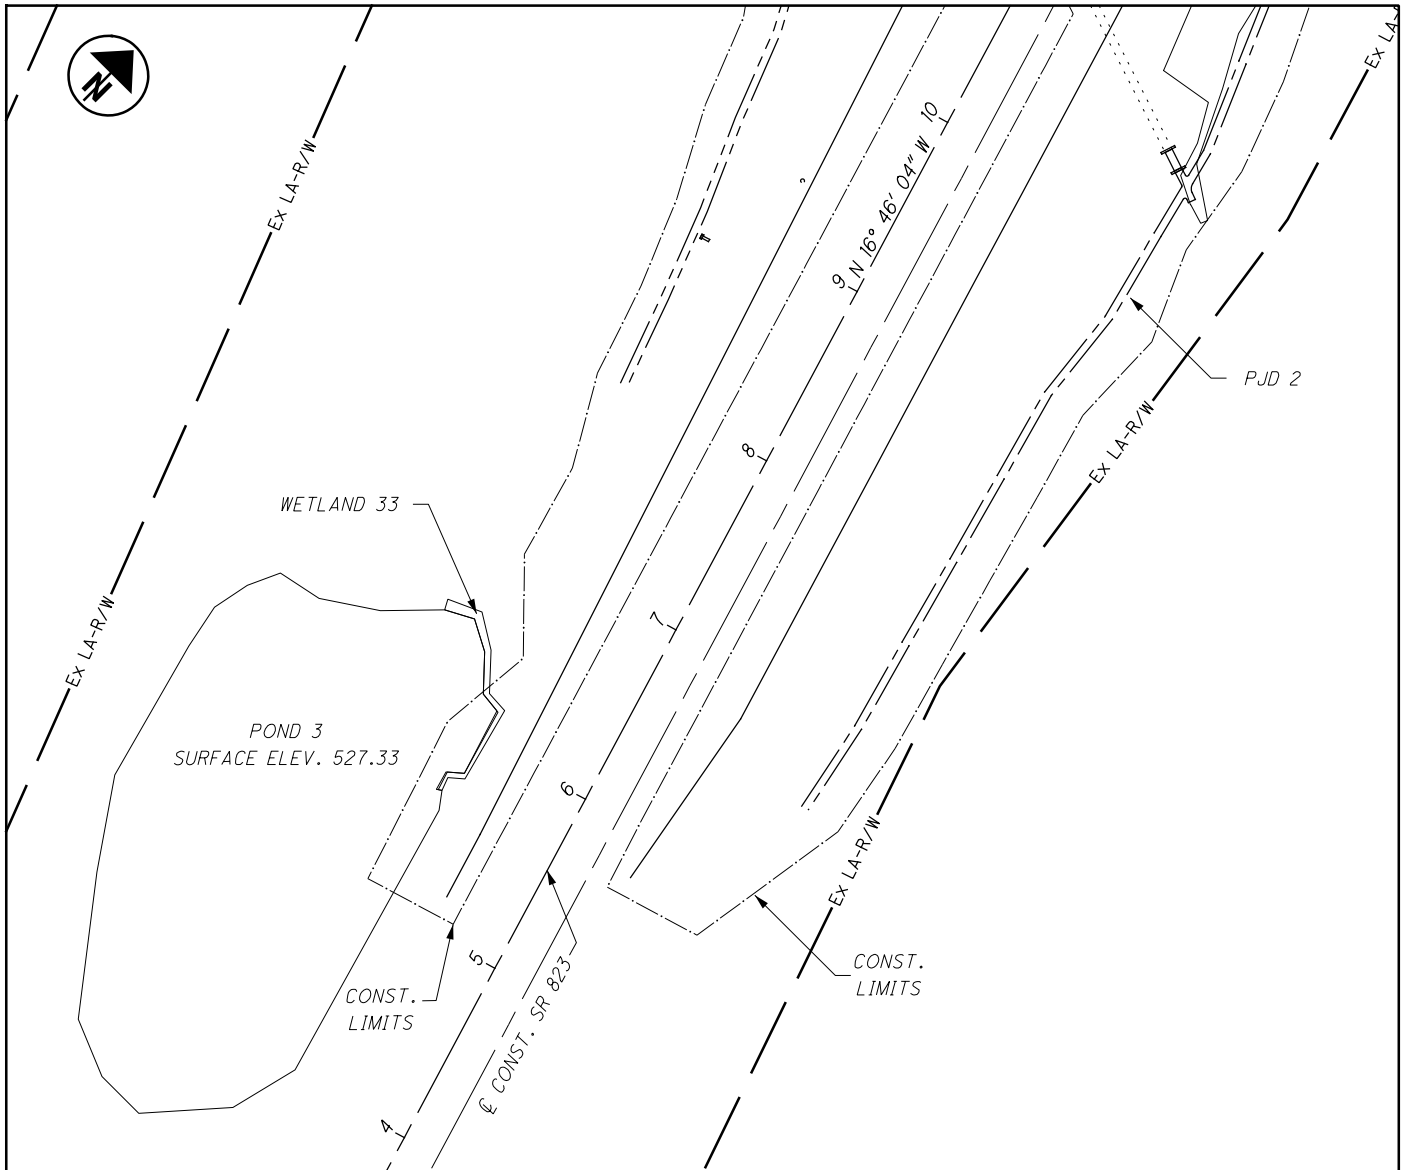 N
Ex LA-R/W
Ex LA-
10
N 16° 46' 04" W
9
PJD 2
8
Ex LA-R/W
WETLAND 33
Ex LA-R/W
7
POND 3
SURFACE ELEV. 527.33
6
Ex LA-R/W
5
CONST.
LIMITS
CONST.
LIMITS
℄ CONST. SR 823
4